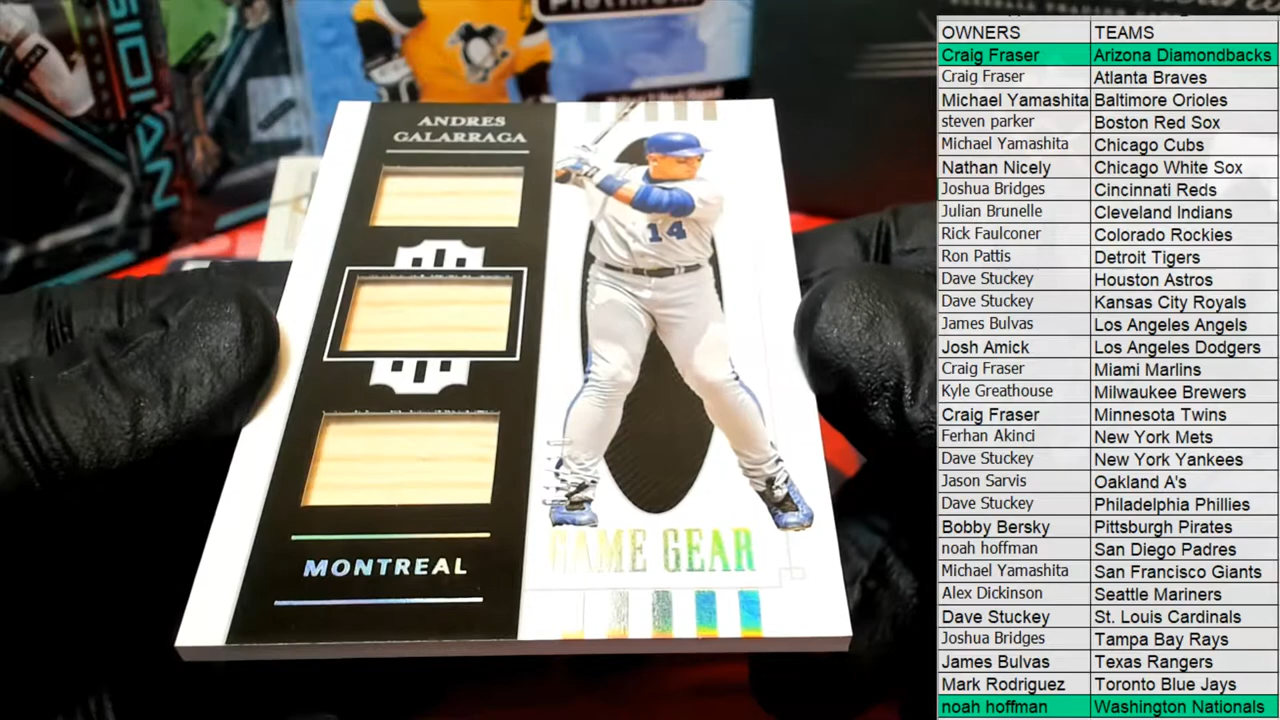 ANDRES
GALARRAGA
14
GAME GEAR
MONTREAL
SIDIAN
OWNERS TEAMS
Craig Fraser Arizona Diamondbacks
Craig Fraser Atlanta Braves
Michael Yamashita Baltimore Orioles
steven parker Boston Red Sox
Michael Yamashita Chicago Cubs
Nathan Nicely Chicago White Sox
Joshua Bridges Cincinnati Reds
Julian Brunelle Cleveland Indians
Rick Faulconer Colorado Rockies
Ron Pattis Detroit Tigers
Dave Stuckey Houston Astros
Dave Stuckey Kansas City Royals
James Bulvas Los Angeles Angels
Josh Amick Los Angeles Dodgers
Craig Fraser Miami Marlins
Kyle Greathouse Milwaukee Brewers
Craig Fraser Minnesota Twins
Ferhan Akinci New York Mets
Dave Stuckey New York Yankees
Jason Sarvis Oakland A's
Dave Stuckey Philadelphia Phillies
Bobby Bersky Pittsburgh Pirates
noah hoffman San Diego Padres
Michael Yamashita San Francisco Giants
Alex Dickinson Seattle Mariners
Dave Stuckey St. Louis Cardinals
Joshua Bridges Tampa Bay Rays
James Bulvas Texas Rangers
Mark Rodriguez Toronto Blue Jays
noah hoffman Washington Nationals